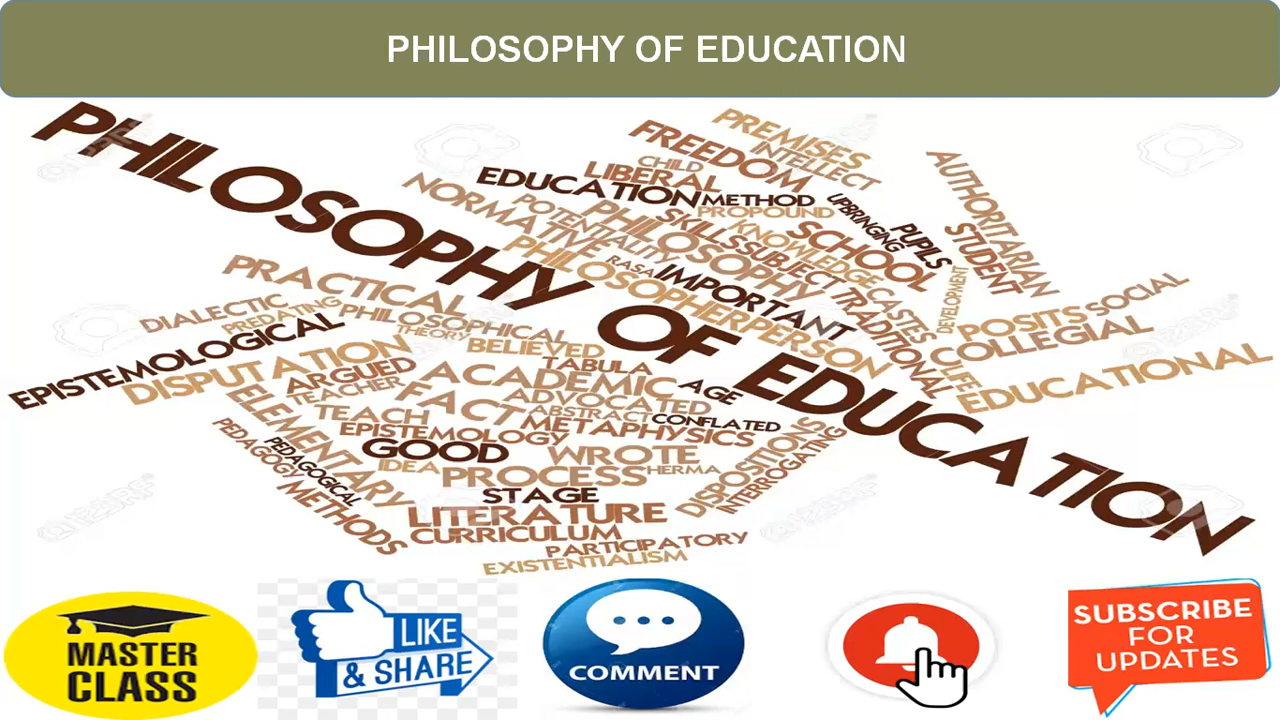 PHILOSOPHY OF EDUCATION
PHILOSOPHY OF EDUCATION
PREMISES
FREEDOM
INTELLECT
CHILD
LIBERAL
EDUCATION
METHOD
UPBRINGING
PUPILS
AUTHORITARIAN
STUDENT
NORMATIVE
POTENTIALITY
PHILOSOPHY
PROPOUND
SKILLS
KNOWLEDGE
SCHOOL
SUBJECT
PHILOSOPHER
RASA
IMPORTANT
PERSON
TRADITIONAL
CASTES
DEVELOPMENT
POSITS
SOCIAL
COLLEGIAL
LIFE
EDUCATIONAL
PRACTICAL
DIALECTIC
PREDATING
PHILOSOPHICAL
THEORY
EPISTEMOLOGICAL
DISPUTATION
BELIEVED
TABULA
ARGUED
TEACHER
ACADEMIC
AGE
FACT
ADVOCATED
ABSTRACT
CONFLATED
ELEMENTARY
TEACH
EPISTEMOLOGY
METAPHYSICS
PEDAGOGY
PEDAGOGICAL
GOOD
WROTE
IDEA
PROCESS
HERMA
DISPOSITIONS
INTERROGATING
METHODS
STAGE
LITERATURE
CURRICULUM
PARTICIPATORY
EXISTENTIALISM
MASTER
CLASS
LIKE
& SHARE
COMMENT
SUBSCRIBE
FOR
UPDATES